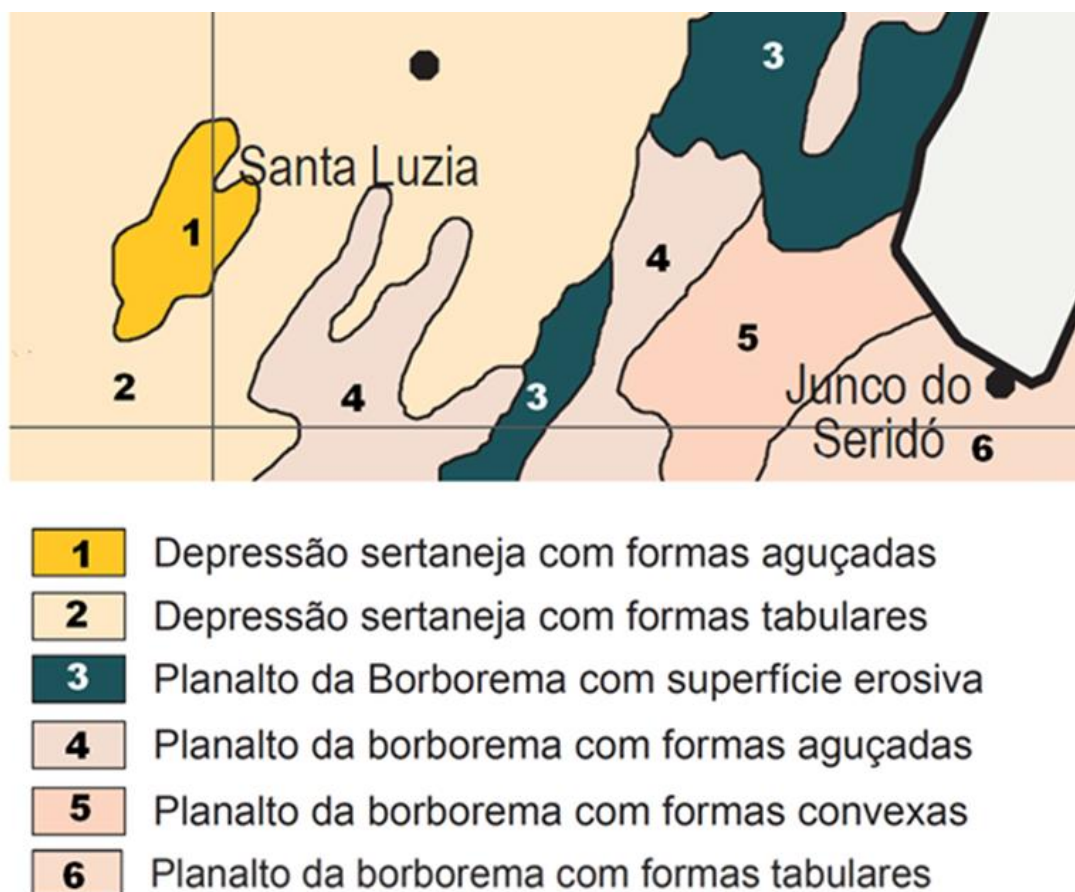 3
Santa Luzia
1
4
5
2
4
3
Junco do
Seridó 6
1 Depressão sertaneja com formas aguçadas
2 Depressão sertaneja com formas tabulares
3 Planalto da Borborema com superfície erosiva
4 Planalto da borborema com formas aguçadas
5 Planalto da borborema com formas convexas
6 Planalto da borborema com formas tabulares